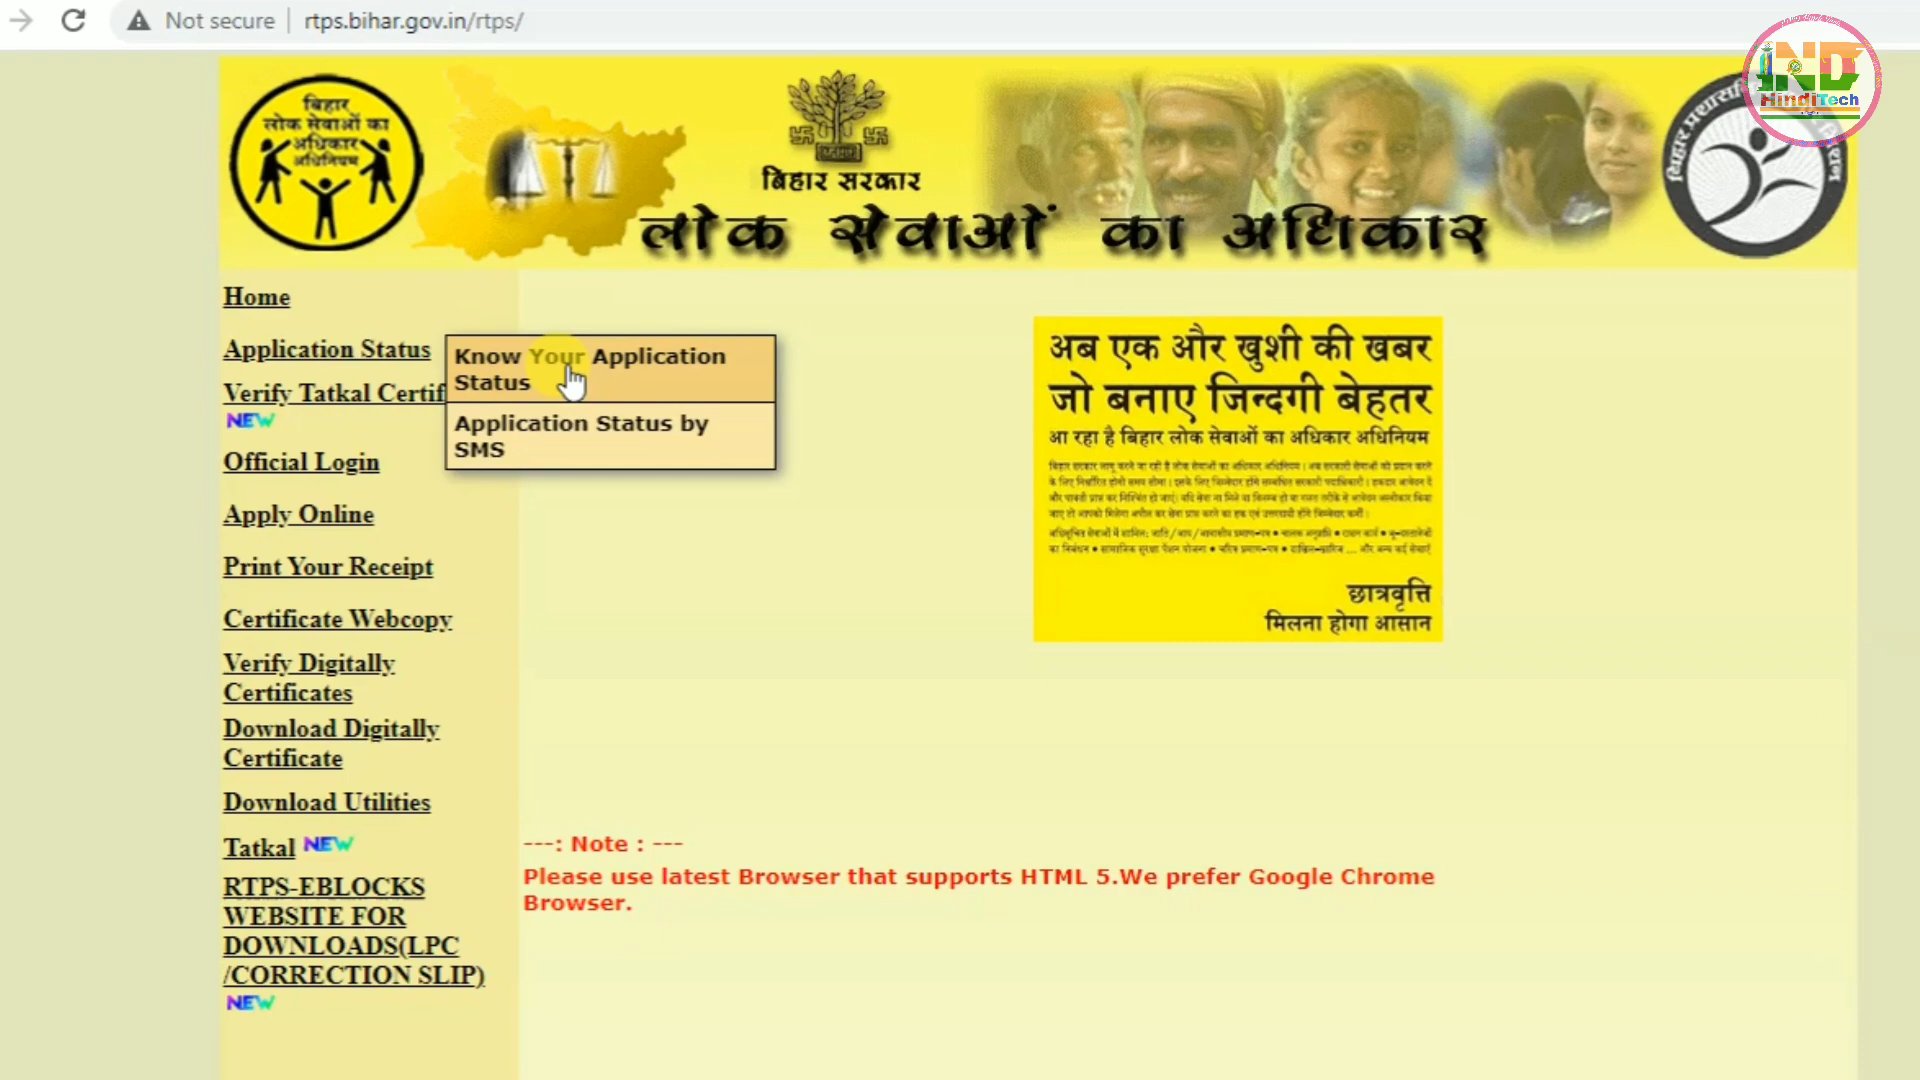 Not secure | rtps.bihar.gov.in/rtps/
IND
HindiTech
बिहार
लोक सेवाओं का
अधिकार
अधिनियम
बिहार सरकार
लोक सेवाओं का अधिकार
Home
Application Status
Know Your Application
Status
Application Status by
SMS
Verify Tatkal Certif
NEW
Official Login
Apply Online
Print Your Receipt
Certificate Webcopy
Verify Digitally
Certificates
Download Digitally
Certificate
Download Utilities
Tatkal NEW
RTPS-EBLOCKS
WEBSITE FOR
DOWNLOADS(LPC
/CORRECTION SLIP)
NEW
अब एक और खुशी की खबर
जो बनाए जिन्दगी बेहतर
आ रहा है बिहार लोक सेवाओं का अधिकार अधिनियम
छात्रवृत्ति
मिलना होगा आसान
---: Note : ---
Please use latest Browser that supports HTML 5.We prefer Google Chrome
Browser.